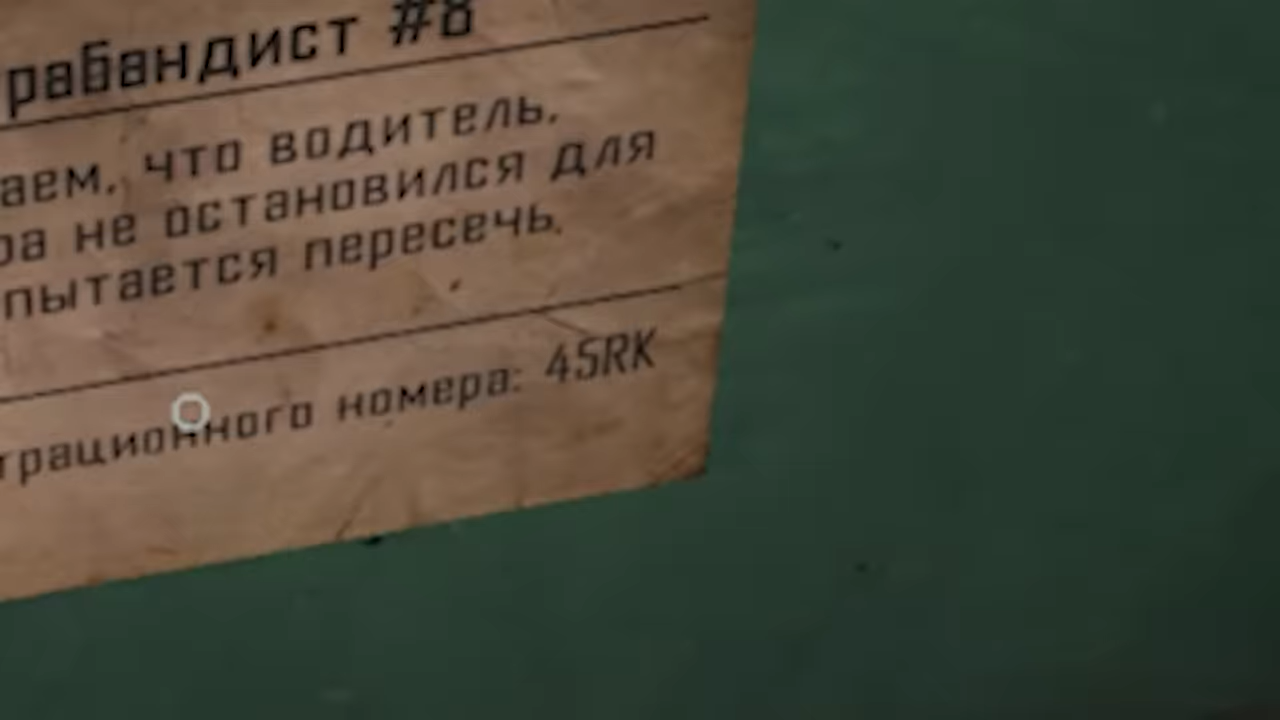 рабандист #8
аем, что водитель,
ра не остановился для
пытается пересечь.
трационного номера: 45RK